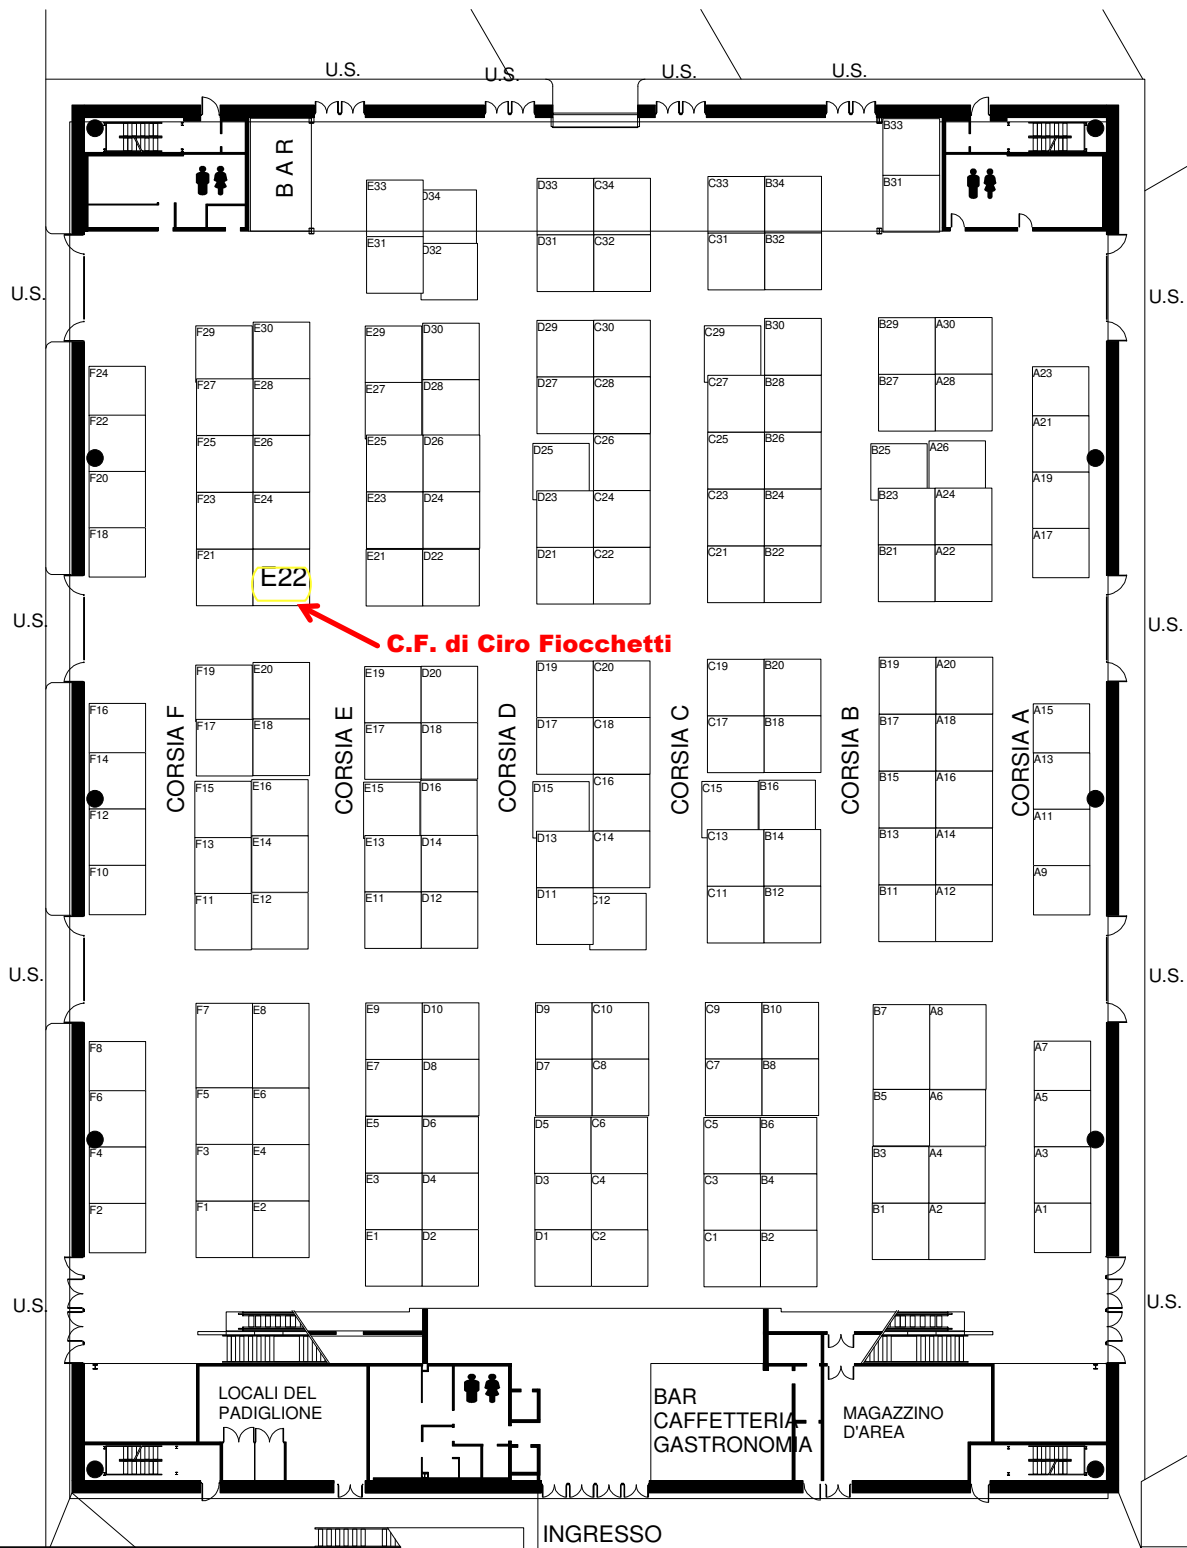 U.S. U.S. U.S. U.S.
BAR
B33
B31
E33 D34 D33 C34 C33 B34
E31 D32 D31 C32 C31 B32
U.S. U.S.
F29 E30 E29 D30 D29 C30 C29 B30 B29 A30
F24 F27 E28 E27 D28 D27 C28 C27 B28 B27 A28 A23
F22 F25 E26 E25 D26 D25 C26 C25 B26 B25 A26 A21
F20 F23 E24 E23 D24 D23 C24 C23 B24 B23 A24 A19
F18 F21 E22 E21 D22 D21 C22 C21 B22 B21 A22 A17
U.S. U.S.
C.F. di Ciro Fiocchetti
F19 E20 E19 D20 D19 C20 C19 B20 B19 A20
F16 F17 E18 E17 D18 D17 C18 C17 B18 B17 A18 A15
CORSIA F CORSIA E CORSIA D CORSIA C CORSIA B CORSIA A
F14 F15 E16 E15 D16 D15 C16 C15 B16 B15 A16 A13
F12 F13 E14 E13 D14 D13 C14 C13 B14 B13 A14 A11
F10 F11 E12 E11 D12 D11 C12 C11 B12 B11 A12 A9
U.S. U.S.
F7 E8 E9 D10 D9 C10 C9 B10 B7 A8
F8 E7 D8 D7 C8 C7 B8 A7
F6 F5 E6 E5 D6 D5 C6 C5 B6 B5 A6 A5
F4 F3 E4 E3 D4 D3 C4 C3 B4 B3 A4 A3
F2 F1 E2 E1 D2 D1 C2 C1 B2 B1 A2 A1
U.S. U.S.
LOCALI DEL
PADIGLIONE
BAR
CAFFETTERIA
GASTRONOMIA
MAGAZZINO
D'AREA
INGRESSO